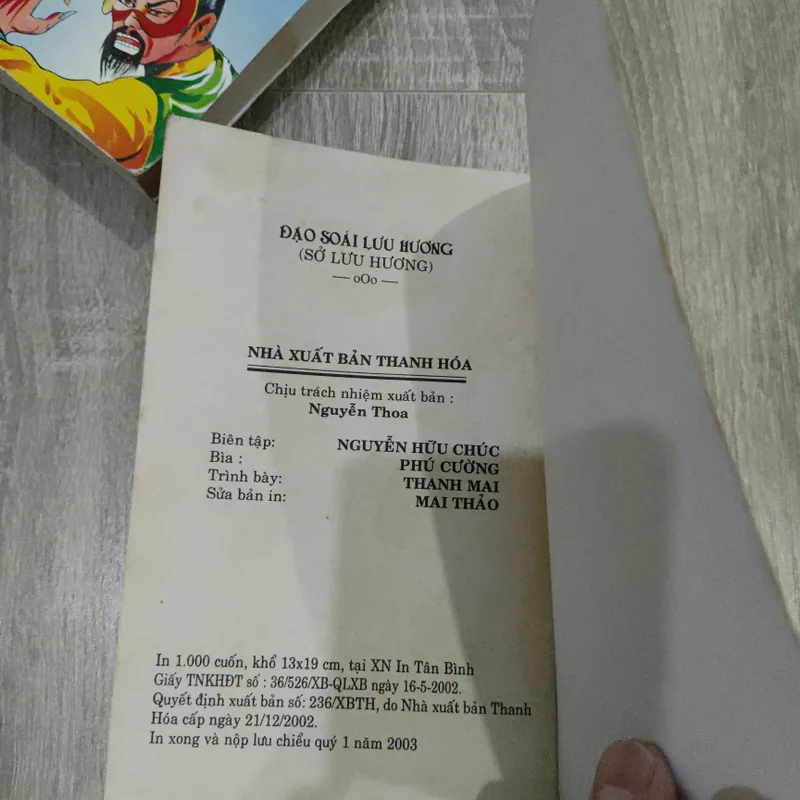 ĐẠO SOÁI LƯU HƯƠNG
(SỞ LƯU HƯƠNG)
— oOo —
NHÀ XUẤT BẢN THANH HÓA
Chịu trách nhiệm xuất bản :
Nguyễn Thoa
Biên tập: NGUYỄN HỮU CHÚC
Bìa : PHÚ CƯỜNG
Trình bày: THANH MAI
Sửa bản in: MAI THẢO
In 1.000 cuốn, khổ 13x19 cm, tại XN In Tân Bình
Giấy TNKHĐT số : 36/526/XB-QLXB ngày 16-5-2002.
Quyết định xuất bản số: 236/XBTH, do Nhà xuất bản Thanh
Hóa cấp ngày 21/12/2002.
In xong và nộp lưu chiểu quý 1 năm 2003